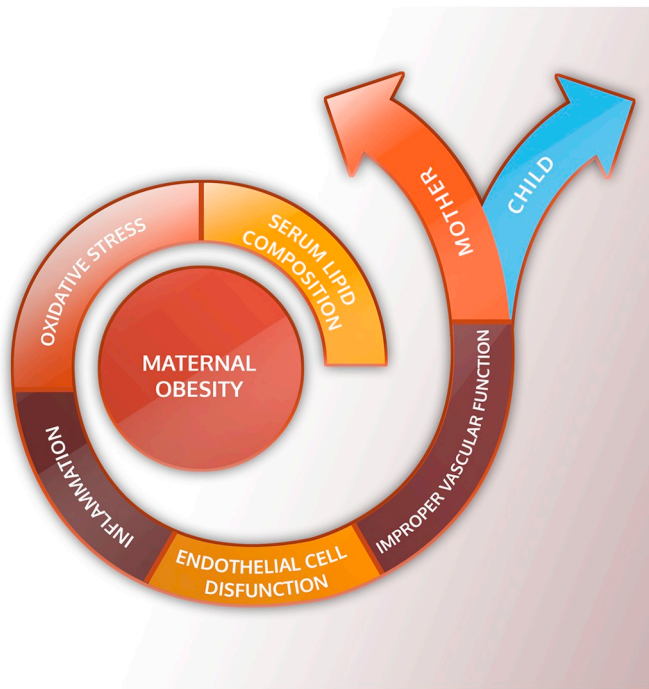 MATERNAL
OBESITY
SERUM LIPID
COMPOSITION
OXIDATIVE STRESS
INFLAMMATION
ENDOTHELIAL CELL
DISFUNCTION
IMPROPER VASCULAR FUNCTION
MOTHER
CHILD